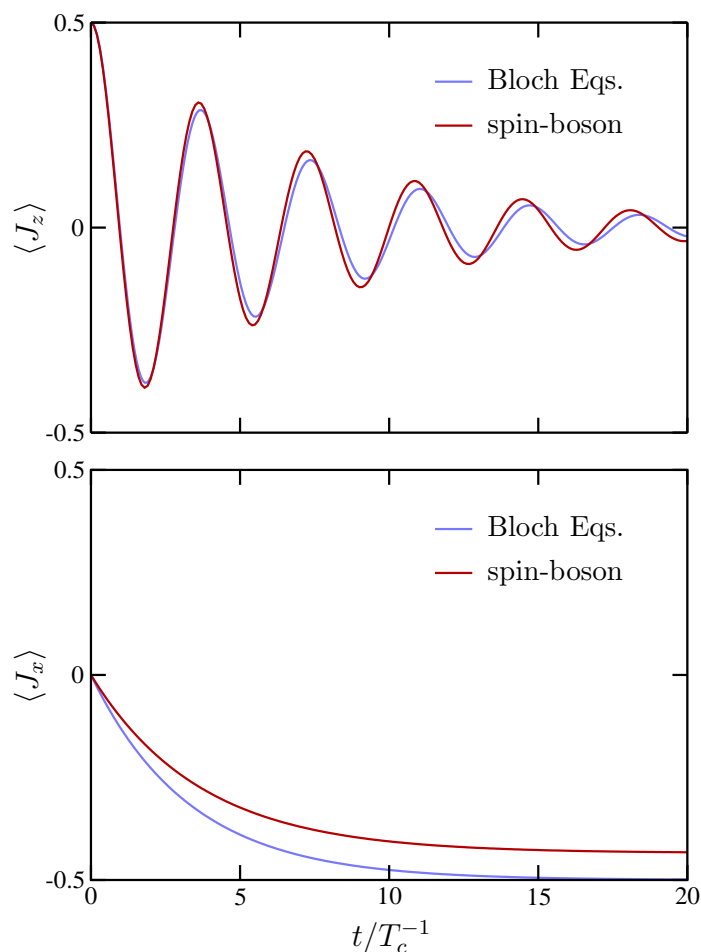 0.5
Bloch Eqs.
spin-boson
⟨J_z⟩
0
-0.5
0.5
Bloch Eqs.
spin-boson
⟨J_x⟩
0
-0.5
0 5 10 15 20
t/T_c^{-1}